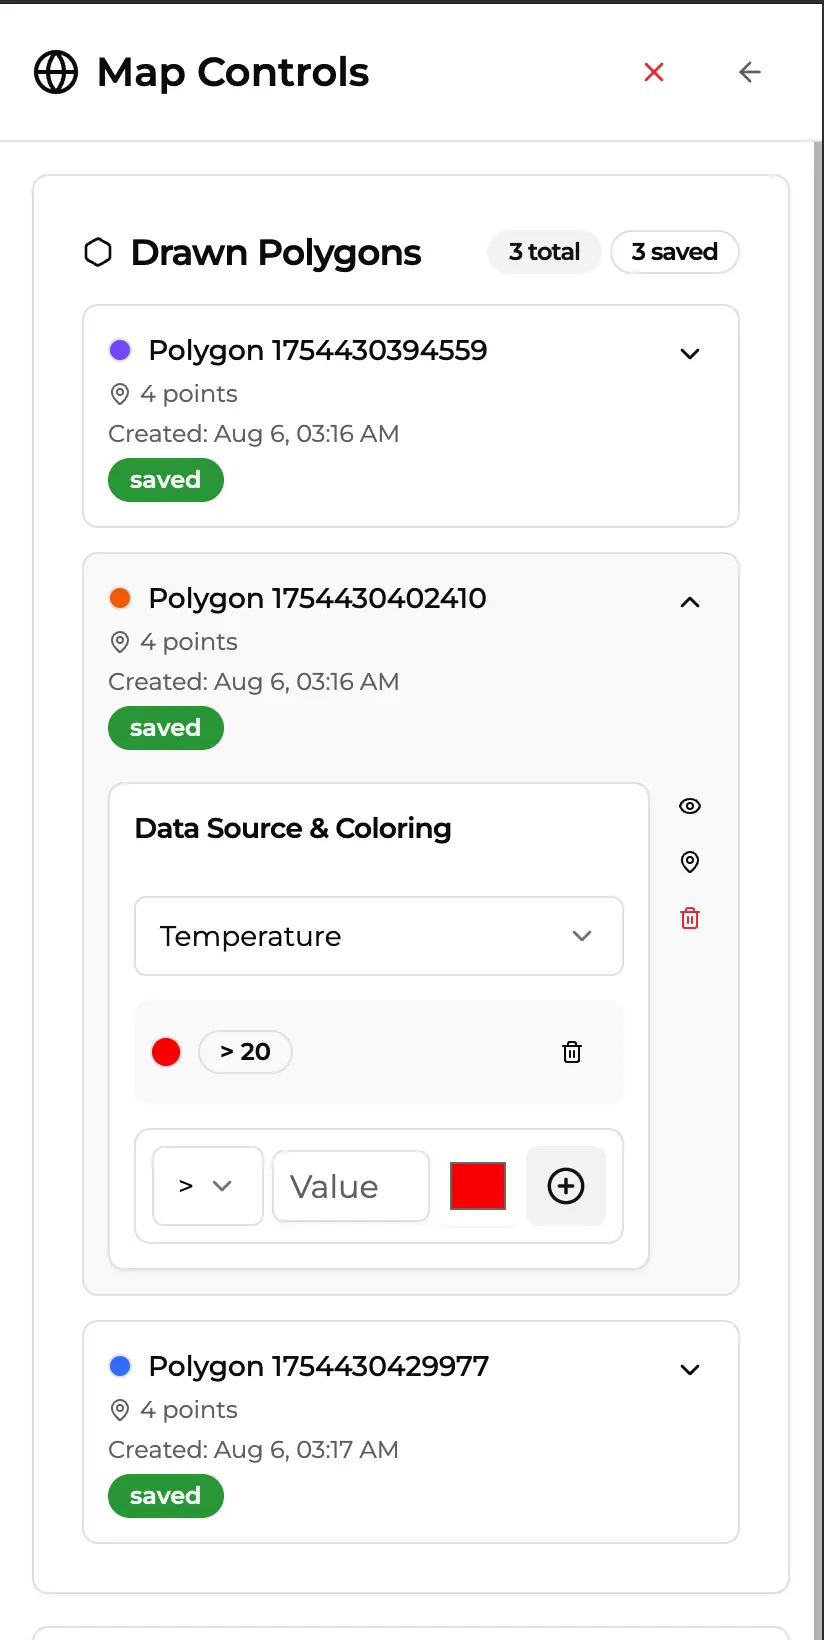 Map Controls
Drawn Polygons 3 total 3 saved
Polygon 1754430394559
4 points
Created: Aug 6, 03:16 AM
saved
Polygon 1754430402410
4 points
Created: Aug 6, 03:16 AM
saved
Data Source & Coloring
Temperature
> 20
> Value
Polygon 1754430429977
4 points
Created: Aug 6, 03:17 AM
saved